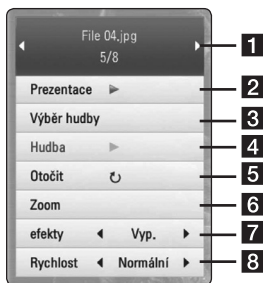 File 04.jpg
1
5/8
Prezentace 2
Výběr hudby 3
Hudba 4
Otočit 5
Zoom 6
efekty Vyp. 7
Rychlost Normální 8